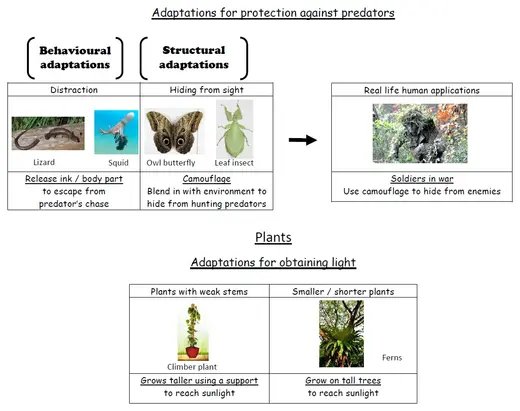 Adaptations for protection against predators
Behavioural
adaptations
Structural
adaptations
Distraction
Hiding from sight
Lizard
Squid
Owl butterfly
Leaf insect
Release ink / body part
to escape from
predator's chase
Camouflage
Blend in with environment to
hide from hunting predators
Real life human applications
Soldiers in war
Use camouflage to hide from enemies
Plants
Adaptations for obtaining light
Plants with weak stems
Smaller / shorter plants
Climber plant
Ferns
Grows taller using a support
to reach sunlight
Grow on tall trees
to reach sunlight